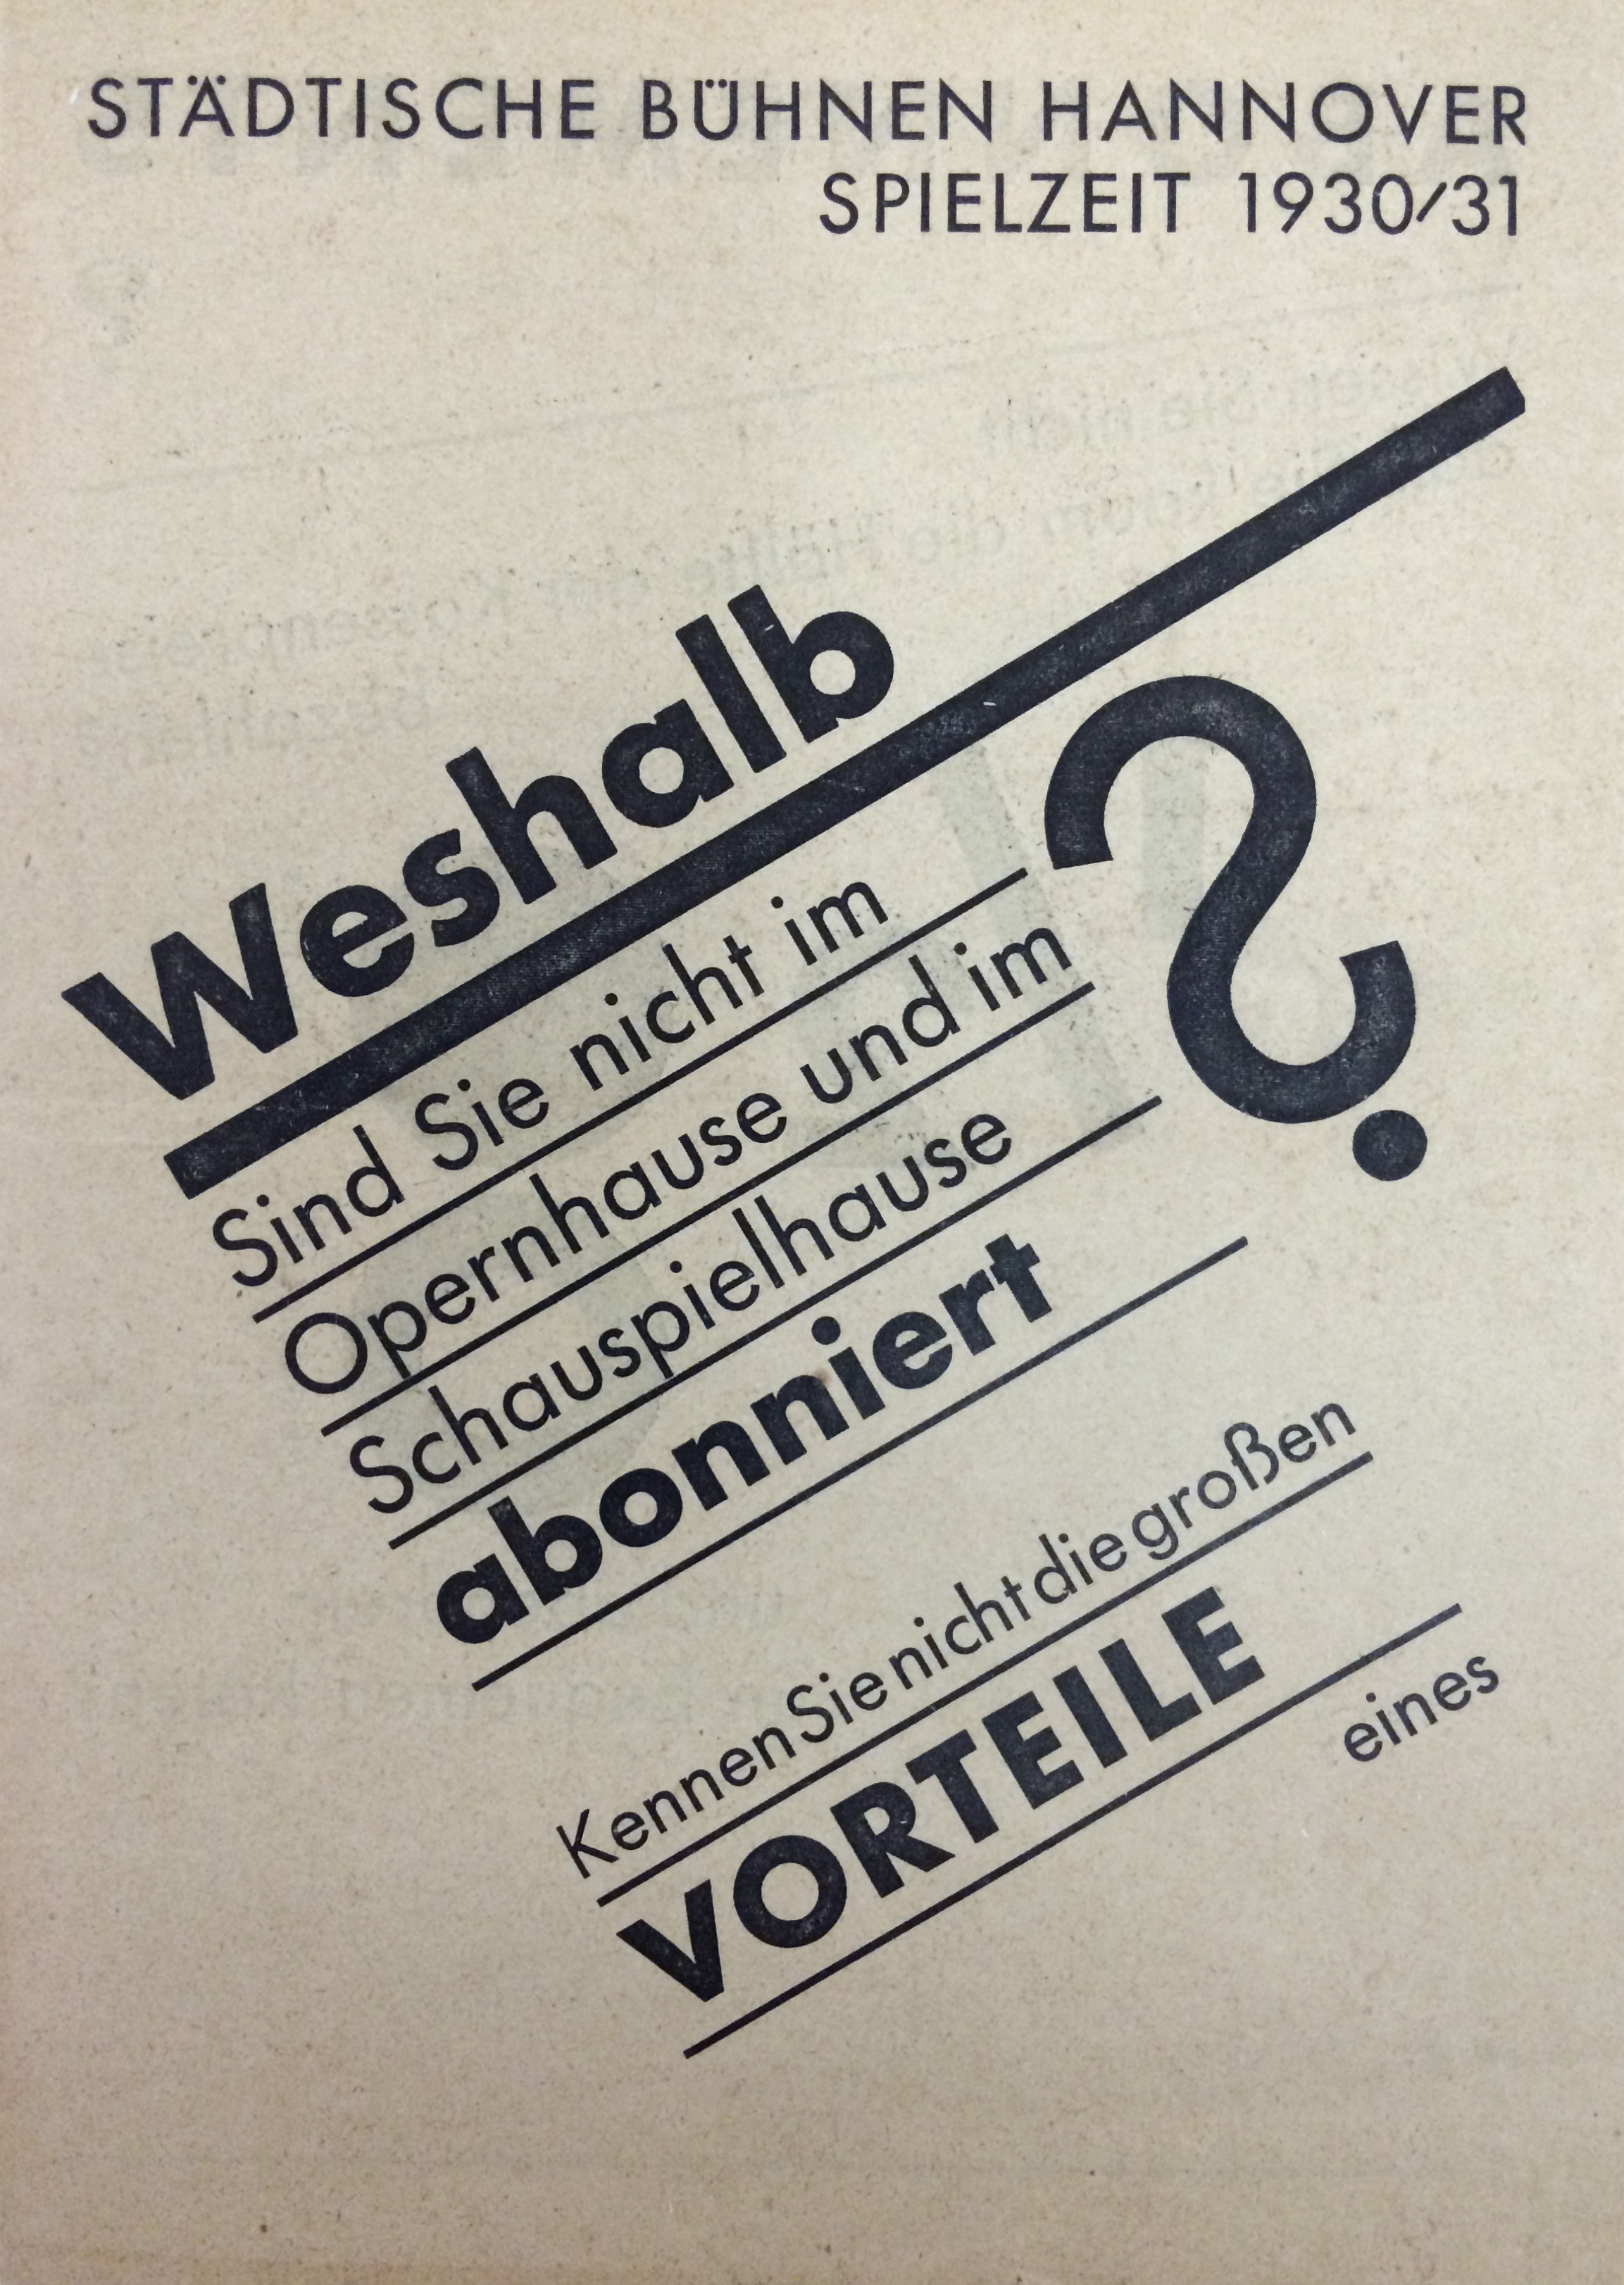 STÄDTISCHE BÜHNEN HANNOVER
SPIELZEIT 1930/31
Weshalb
Sind Sie nicht im
Opernhause und im
Schauspielhause
abonniert
?
Kennen Sie nicht die großen
VORTEILE
eines